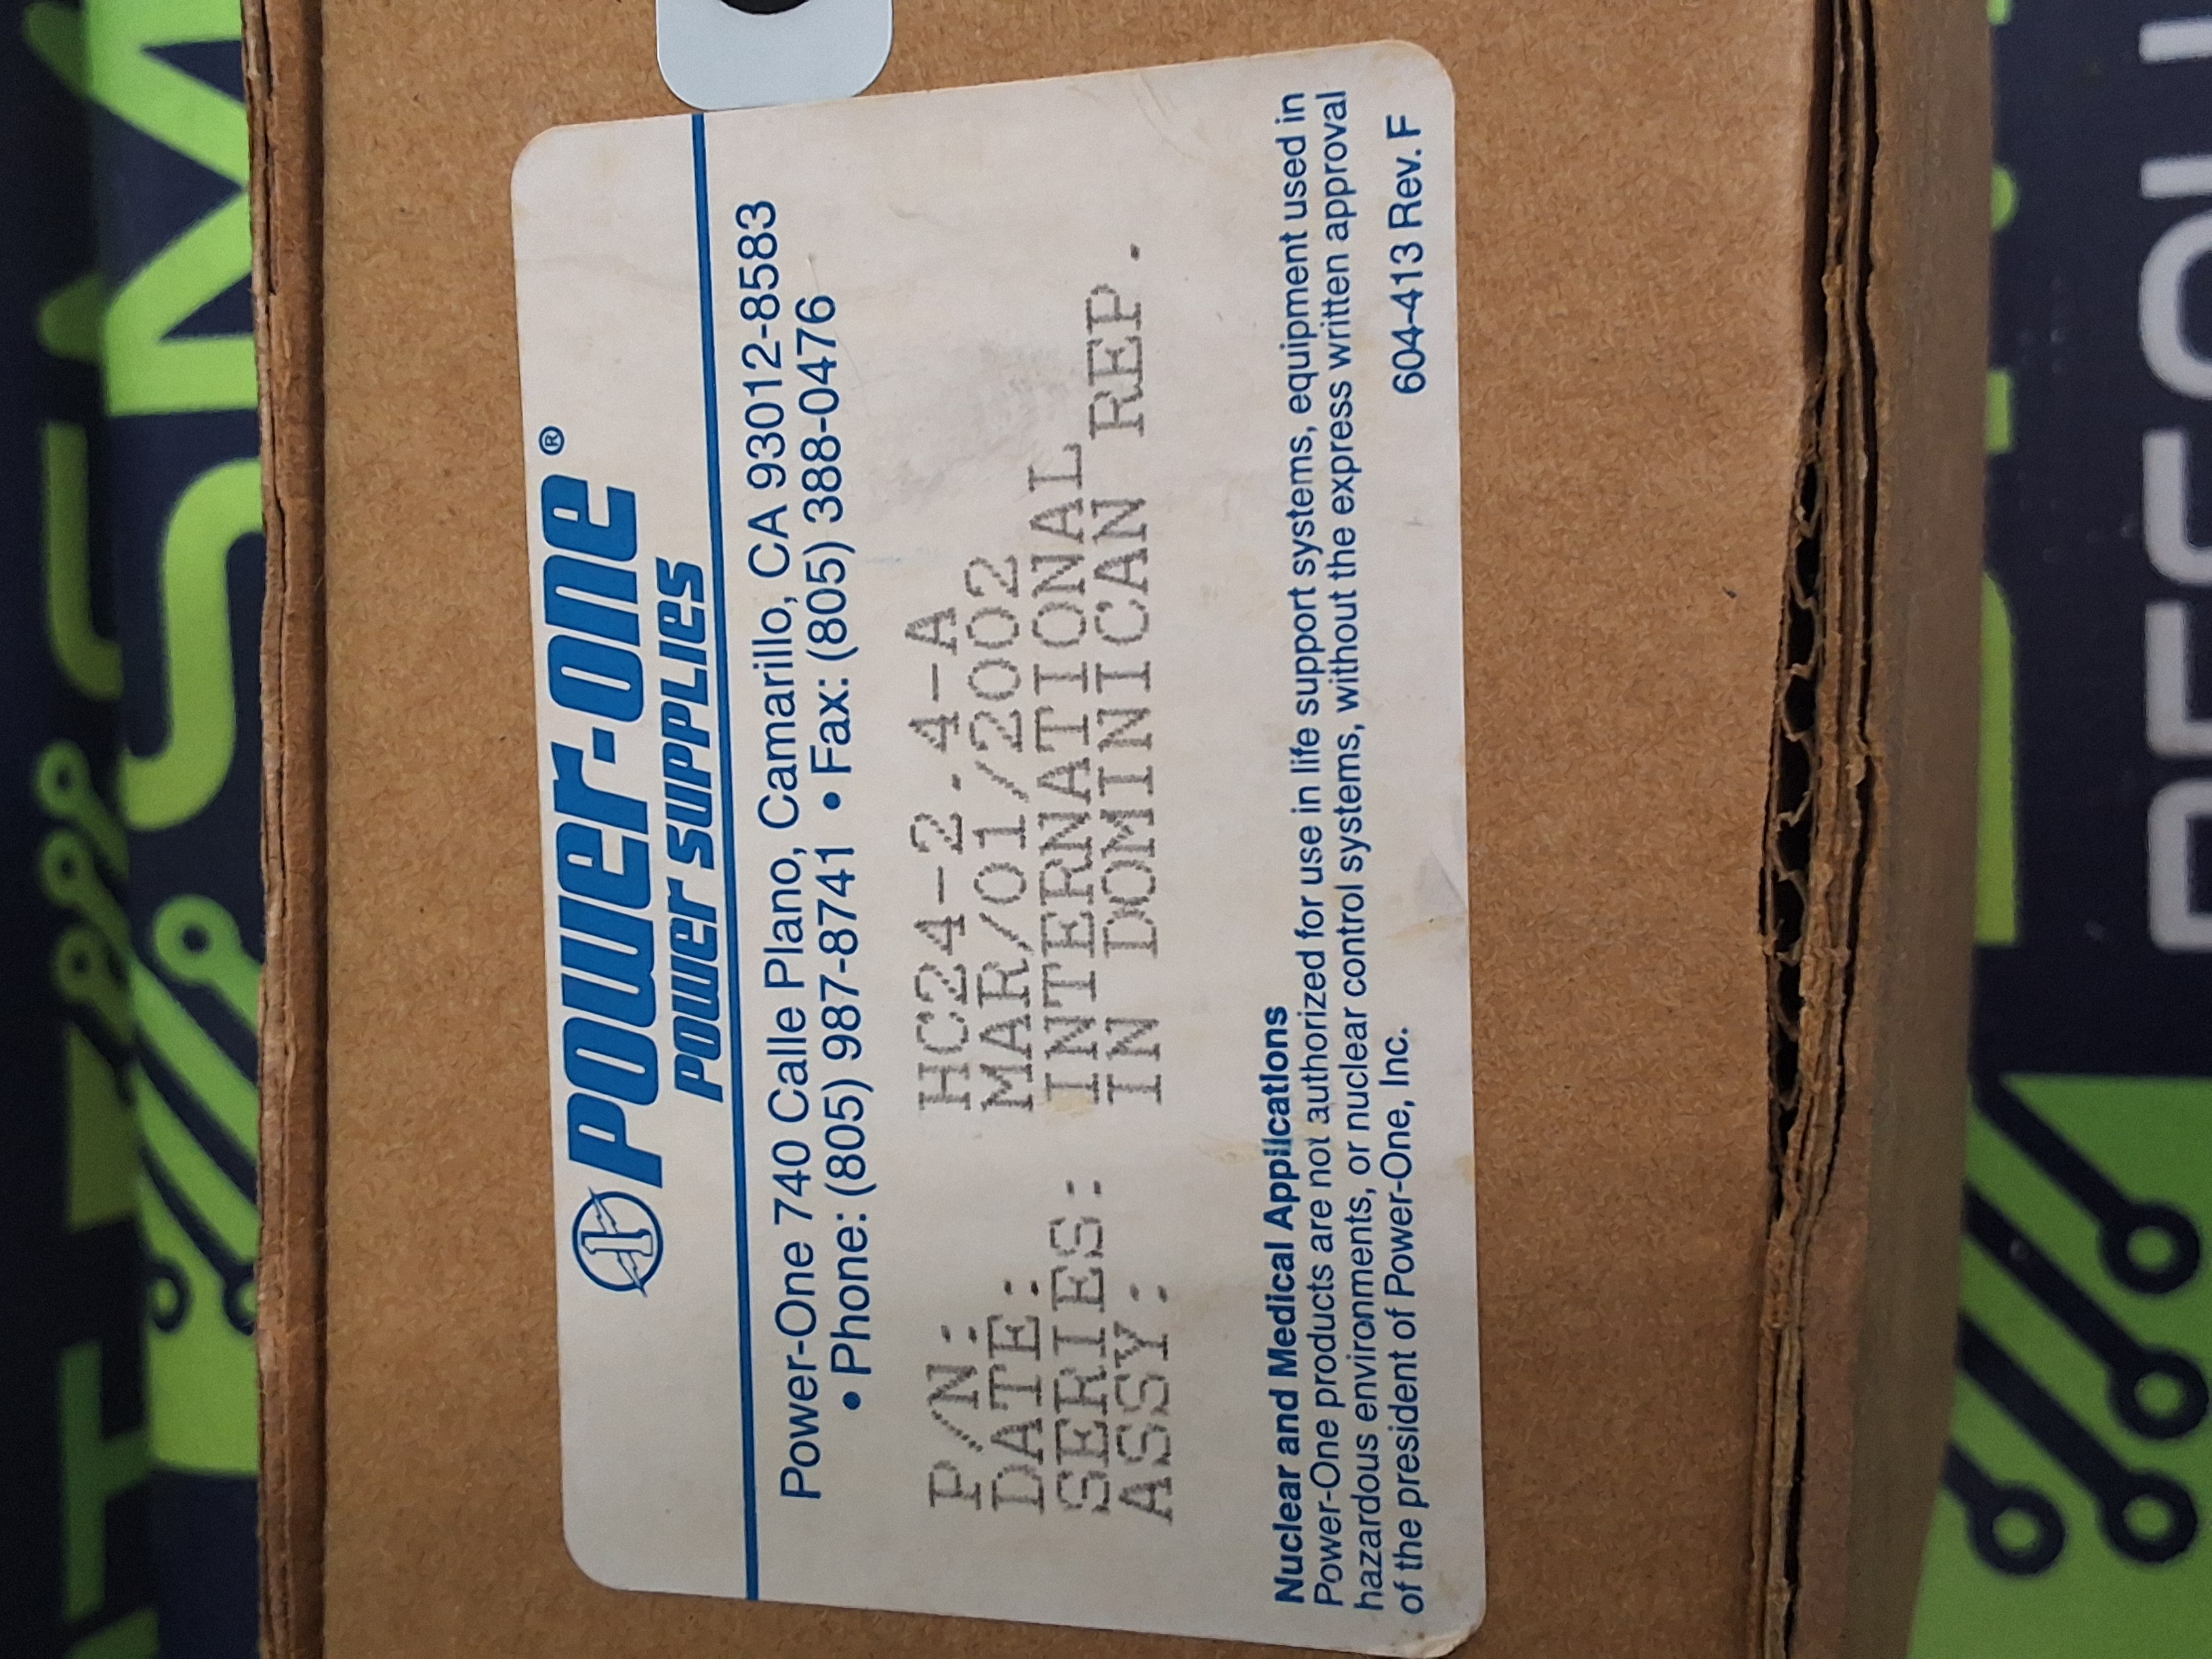 POWER-ONE®
POWER SUPPLIES
Power-One 740 Calle Plano, Camarillo, CA 93012-8583
• Phone: (805) 987-8741 • Fax: (805) 388-0476
P/N: HC24-2.4-A
DATE: MAR/01/2002
SERIES: INTERNATIONAL
ASSY: IN DOMINICAN REP.
Nuclear and Medical Applications
Power-One products are not authorized for use in life support systems, equipment used in
hazardous environments, or nuclear control systems, without the express written approval
of the president of Power-One, Inc.
604-413 Rev. F